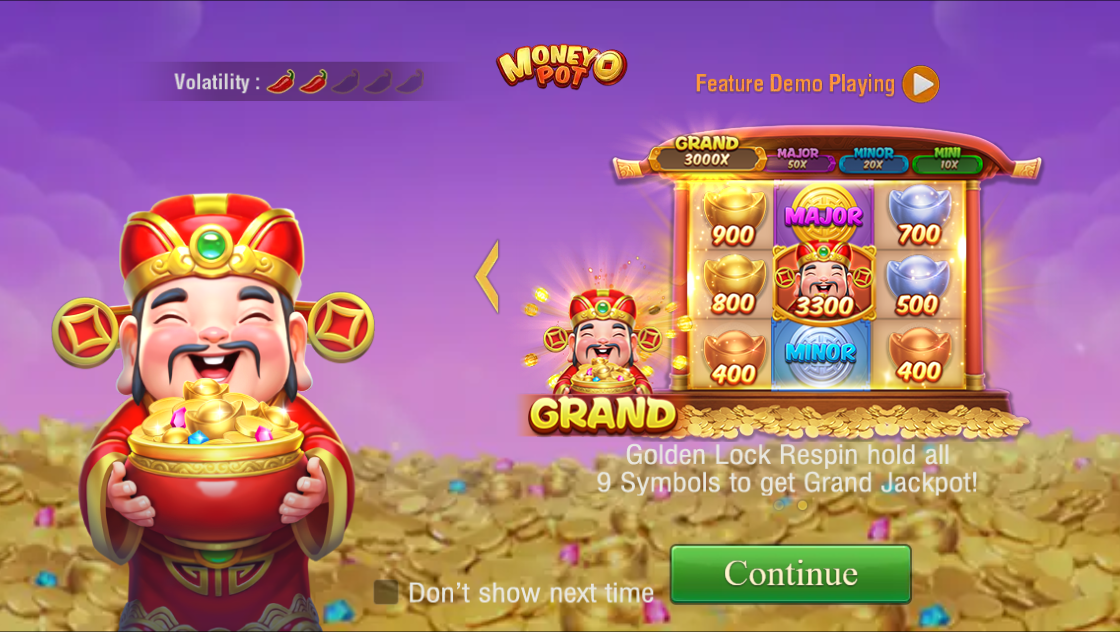 MONEY
POT
Volatility :
Feature Demo Playing
GRAND
3000X
MAJOR
50X
MINOR
20X
MINI
10X
900
MAJOR
700
800
3300
500
400
MINOR
400
GRAND
Golden Lock Respin hold all
9 Symbols to get Grand Jackpot!
Don't show next time
Continue